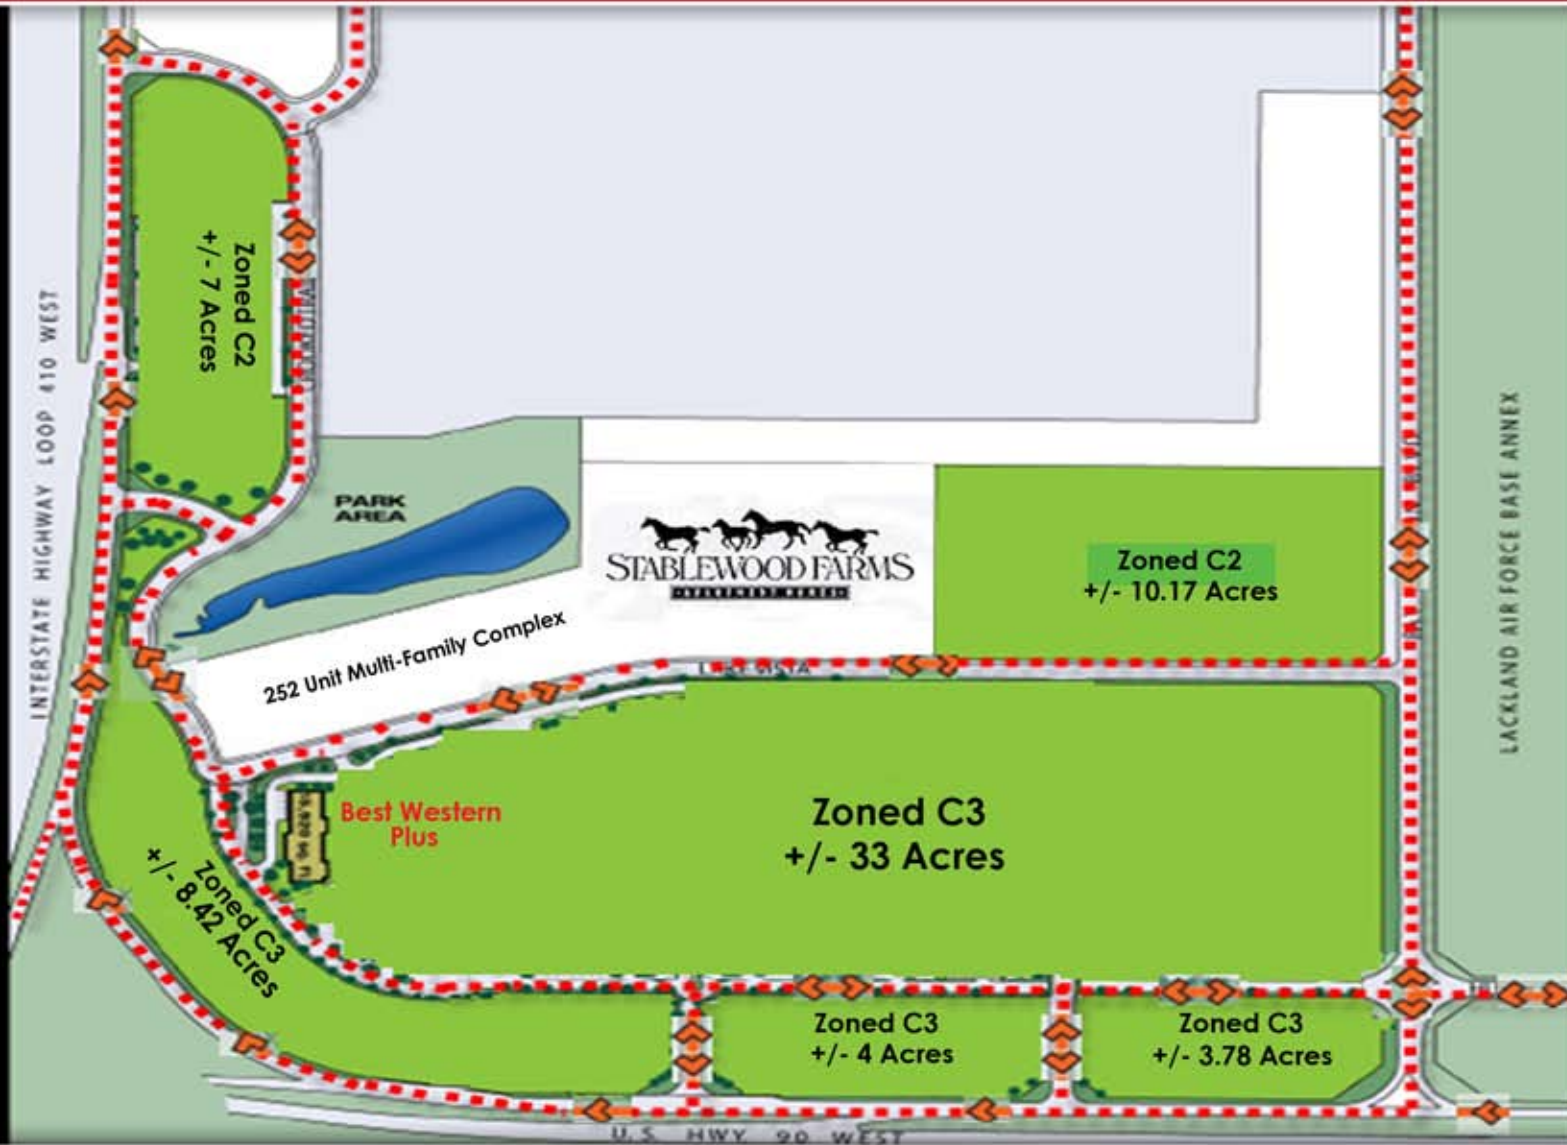 Zoned C2
+/- 7 Acres
INTERSTATE HIGHWAY LOOP 410 WEST
PARK
AREA
STABLEWOOD FARMS
252 Unit Multi-Family Complex
Zoned C2
+/- 10.17 Acres
LACKLAND AIR FORCE BASE ANNEX
Best Western
Plus
Zoned C3
+/- 33 Acres
Zoned C3
+/- 8.42 Acres
Zoned C3
+/- 4 Acres
Zoned C3
+/- 3.78 Acres
U.S. HWY 90 WEST